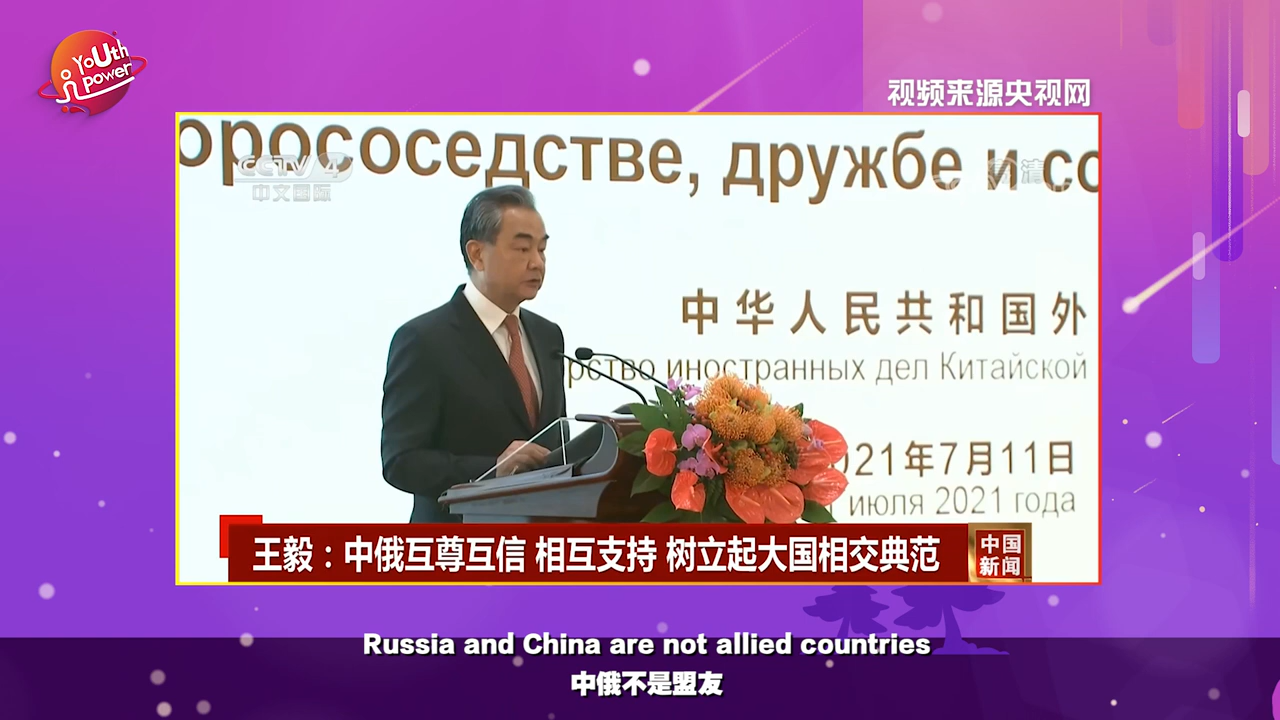 YoUth
power
视频来源央视网
орососедстве, дружбе и со
CCTV 4
中文国际
高清
中华人民共和国外
рство иностранных дел Китайской
021年7月11日
июля 2021 года
王毅：中俄互尊互信 相互支持 树立起大国相交典范
中国
新闻
Russia and China are not allied countries
中俄不是盟友